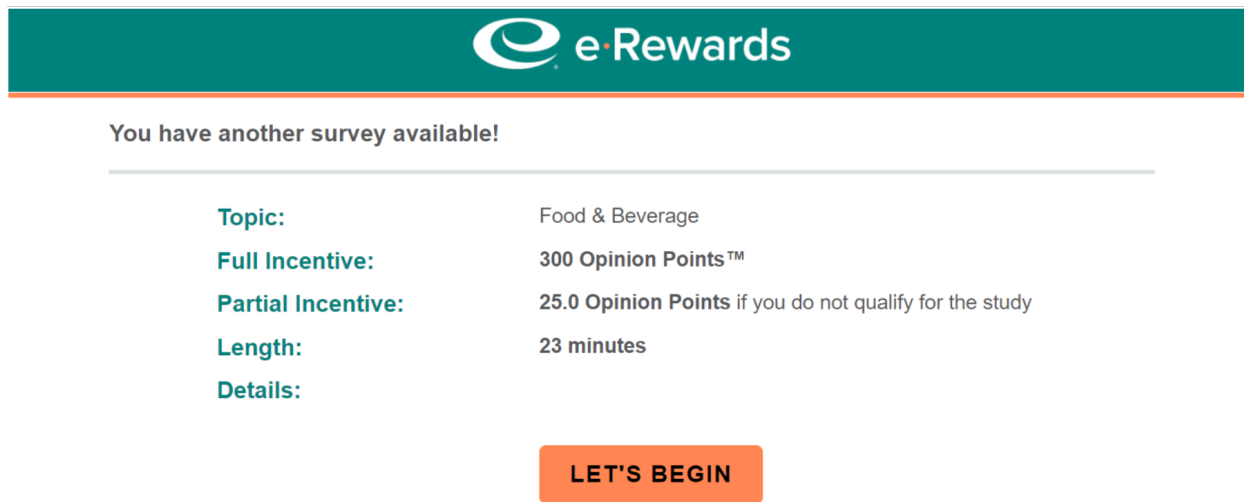 e·Rewards
You have another survey available!
Topic: Food & Beverage
Full Incentive: 300 Opinion Points™
Partial Incentive: 25.0 Opinion Points if you do not qualify for the study
Length: 23 minutes
Details:
LET'S BEGIN